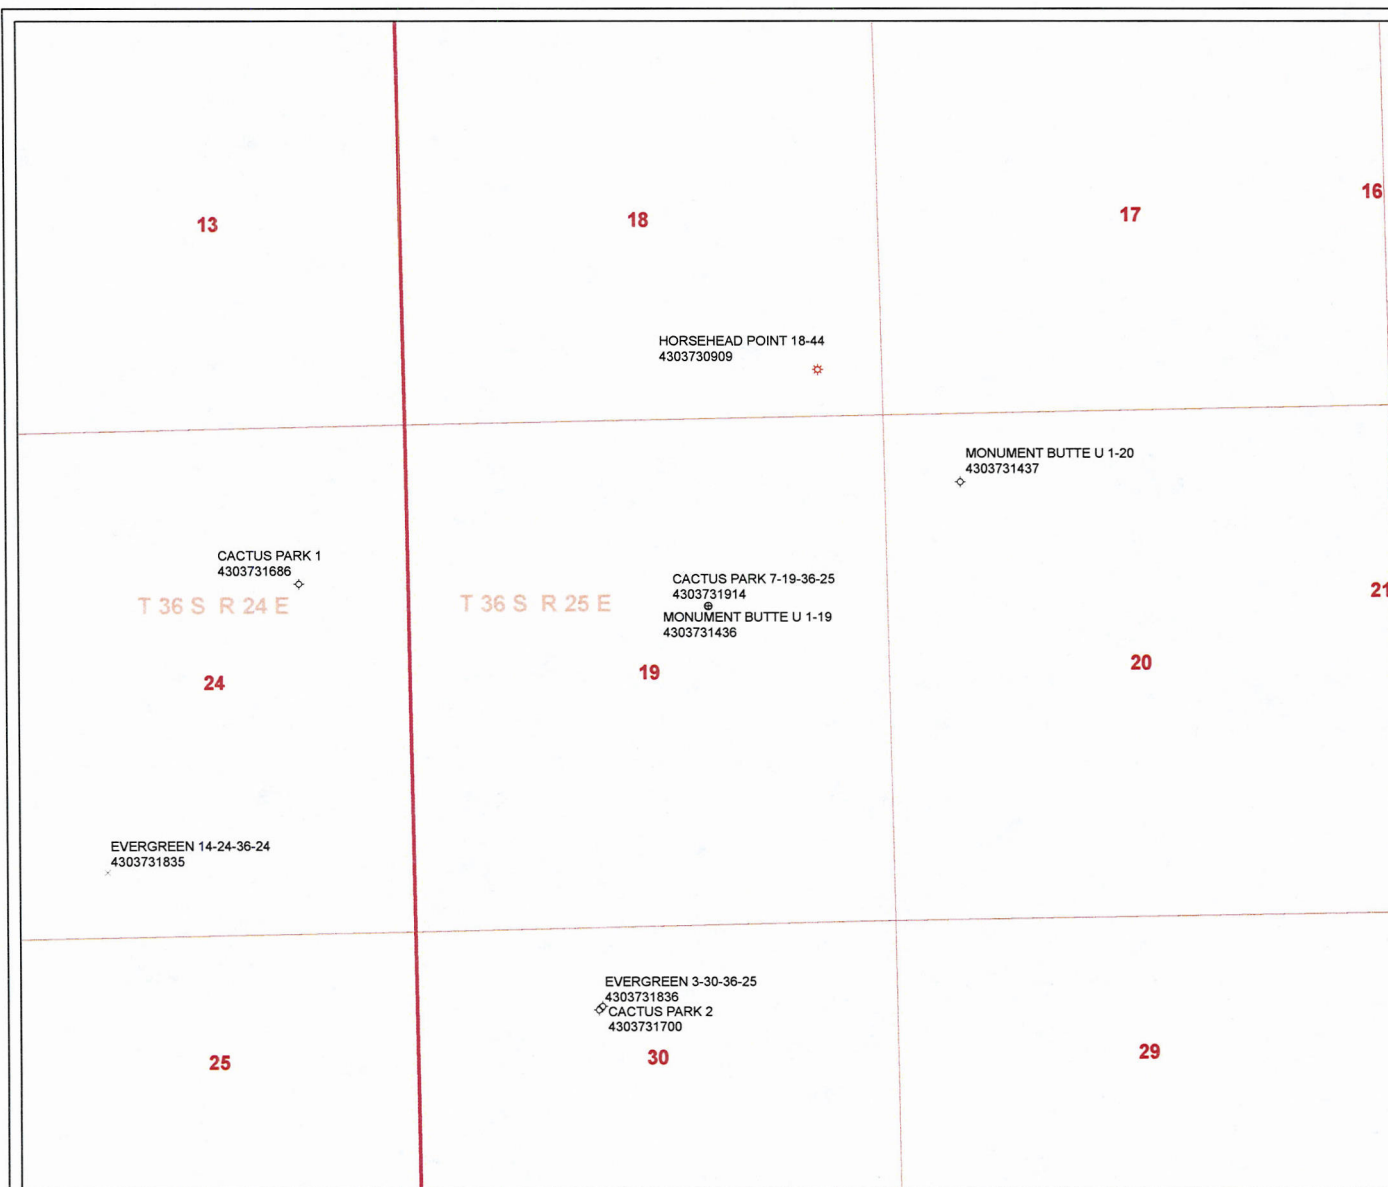 16
17
18
13
HORSEHEAD POINT 18-44
4303730909
MONUMENT BUTTE U 1-20
4303731437
CACTUS PARK 1
4303731686
CACTUS PARK 7-19-36-25
4303731914
MONUMENT BUTTE U 1-19
4303731436
T 36 S R 24 E
T 36 S R 25 E
21
24
19
20
EVERGREEN 14-24-36-24
4303731835
EVERGREEN 3-30-36-25
4303731836
CACTUS PARK 2
4303731700
25
30
29